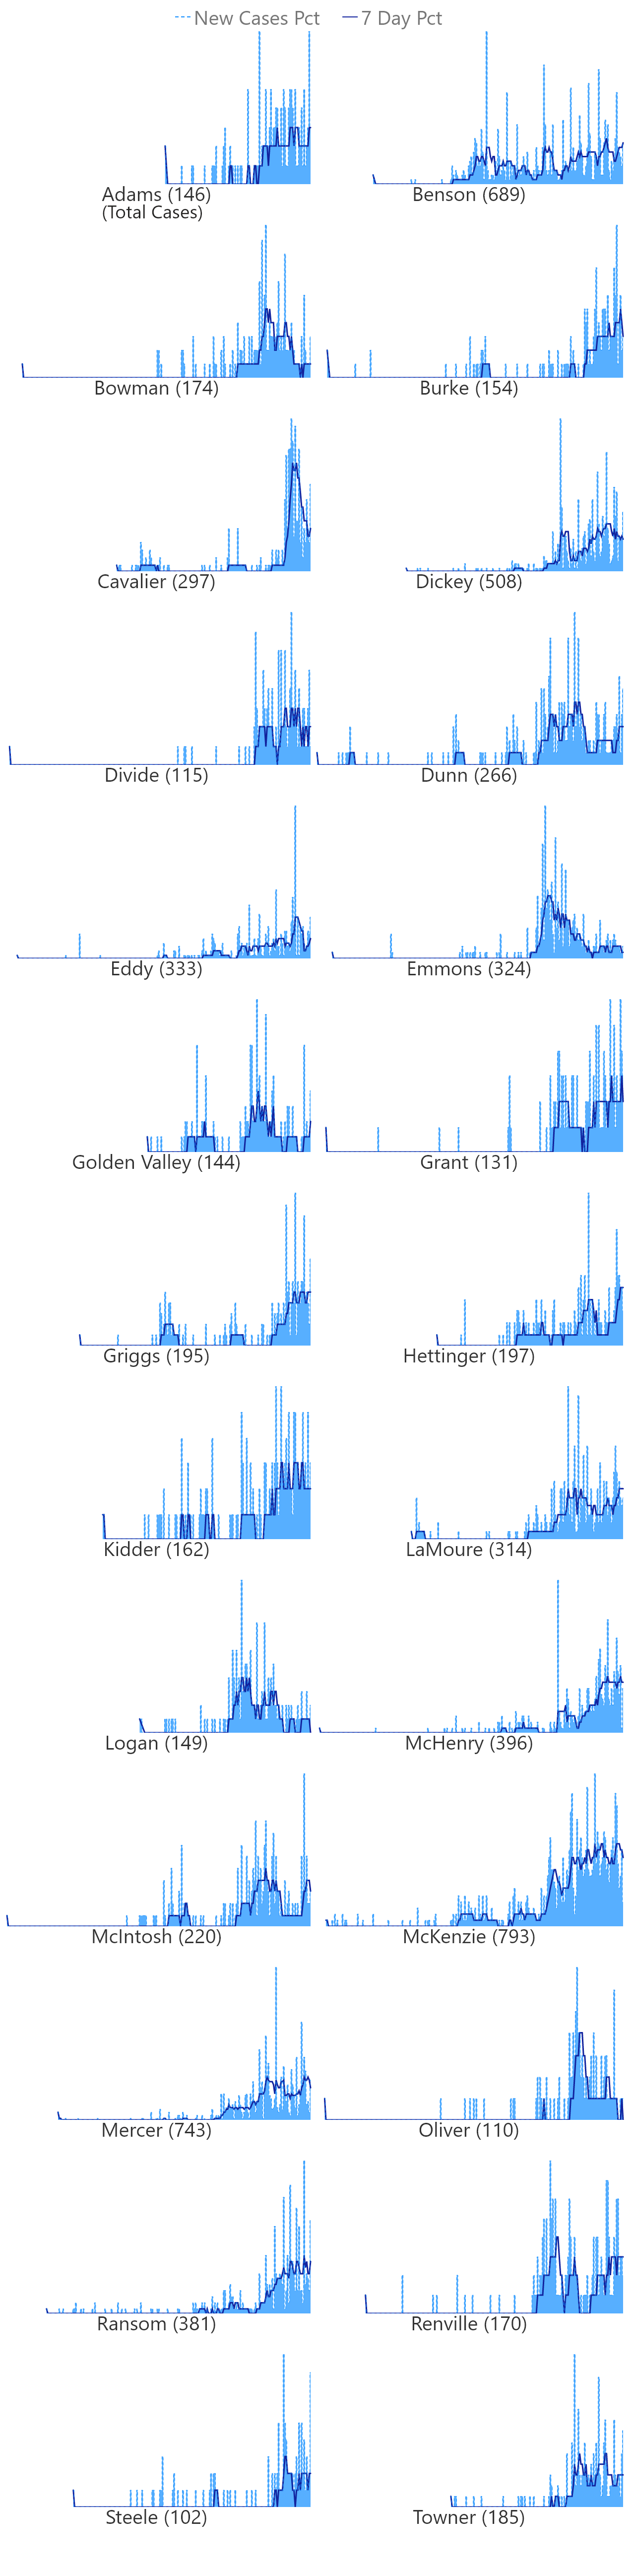 New Cases Pct 7 Day Pct
Adams (146) Benson (689)
(Total Cases)
Bowman (174) Burke (154)
Cavalier (297) Dickey (508)
Divide (115) Dunn (266)
Eddy (333) Emmons (324)
Golden Valley (144) Grant (131)
Griggs (195) Hettinger (197)
Kidder (162) LaMoure (314)
Logan (149) McHenry (396)
McIntosh (220) McKenzie (793)
Mercer (743) Oliver (110)
Ransom (381) Renville (170)
Steele (102) Towner (185)